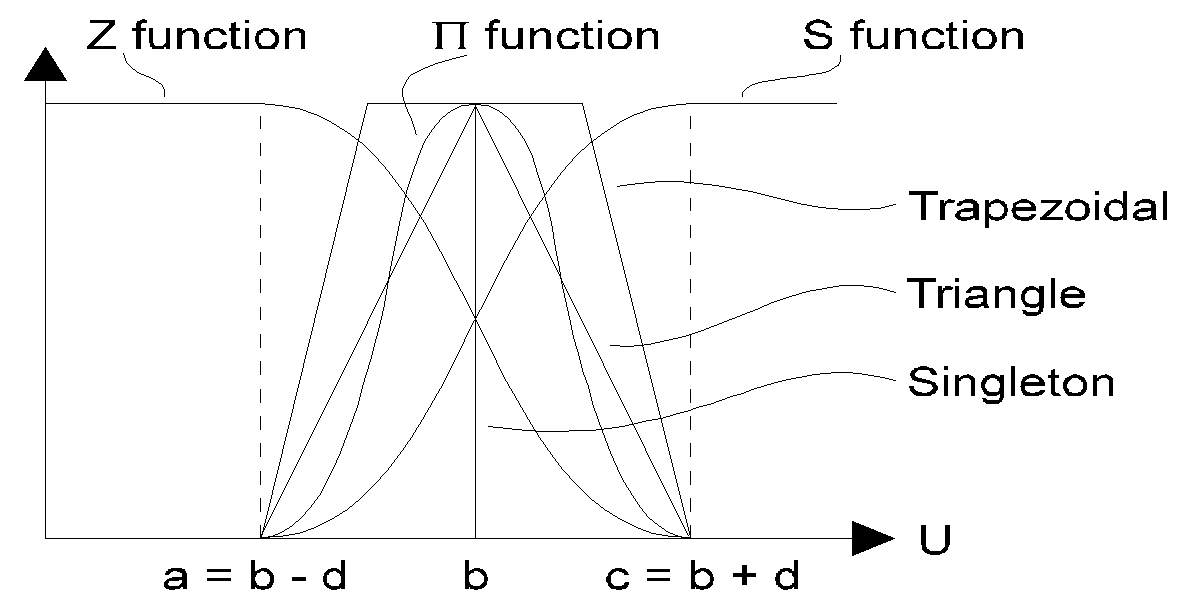 Z function
Π function
S function
Trapezoidal
Triangle
Singleton
U
a = b - d
b
c = b + d